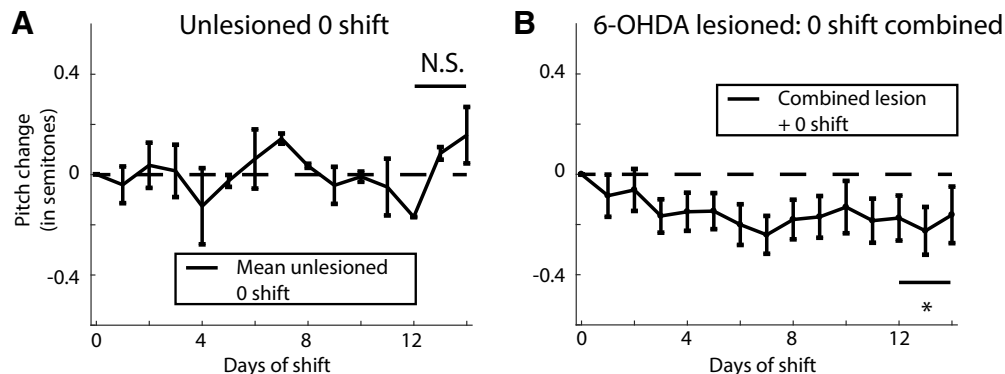 A
Unlesioned 0 shift
N.S.
0.4
0
-0.4
Pitch change
(in semitones)
Mean unlesioned
0 shift
0 4 8 12
Days of shift
B
6-OHDA lesioned: 0 shift combined
0.4
0
-0.4
Combined lesion
+ 0 shift
*
0 4 8 12
Days of shift